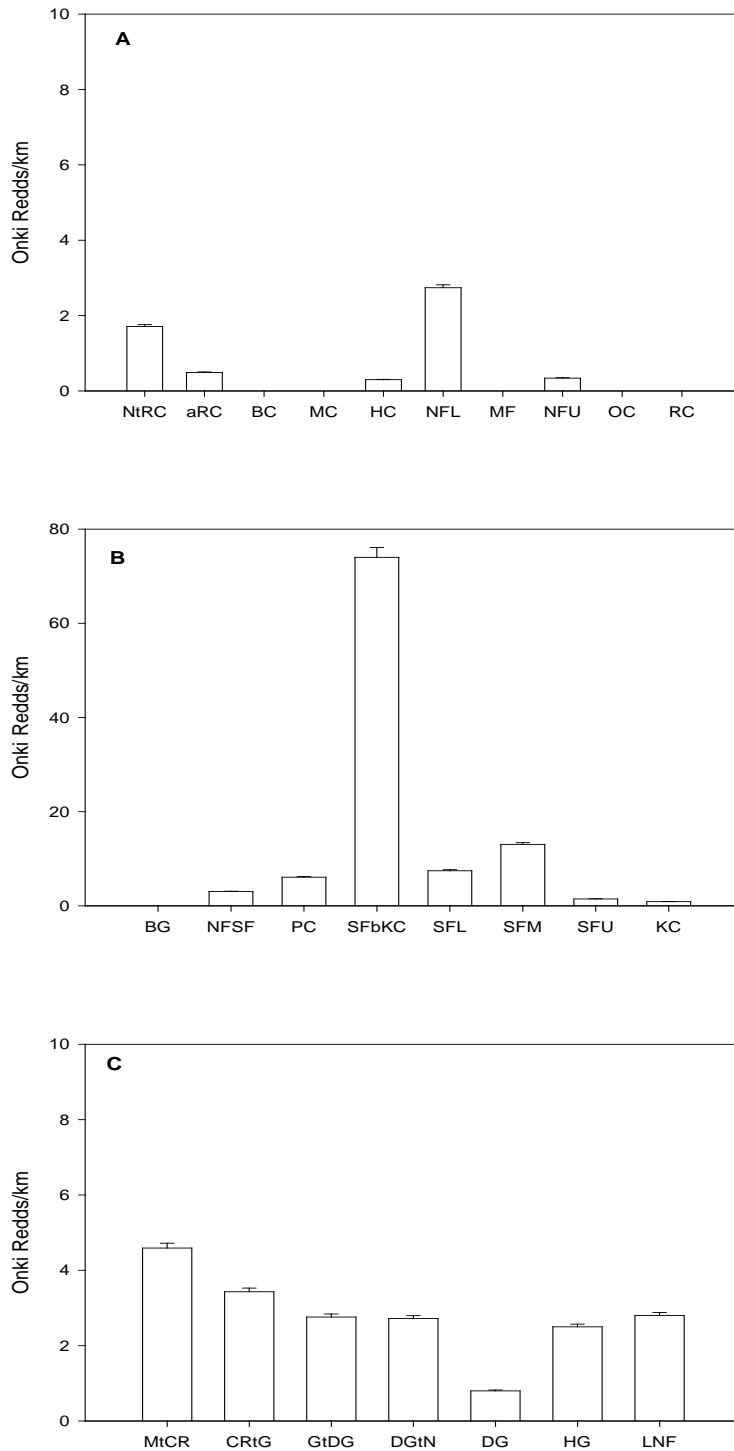 A
Onki Redds/km
10
8
6
4
2
0
NtRC aRC BC MC HC NFL MF NFU OC RC
B
Onki Redds/km
80
60
40
20
0
BG NFSF PC SFbKC SFL SFM SFU KC
C
Onki Redds/km
10
8
6
4
2
0
MtCR CRtG GtDG DGtN DG HG LNF